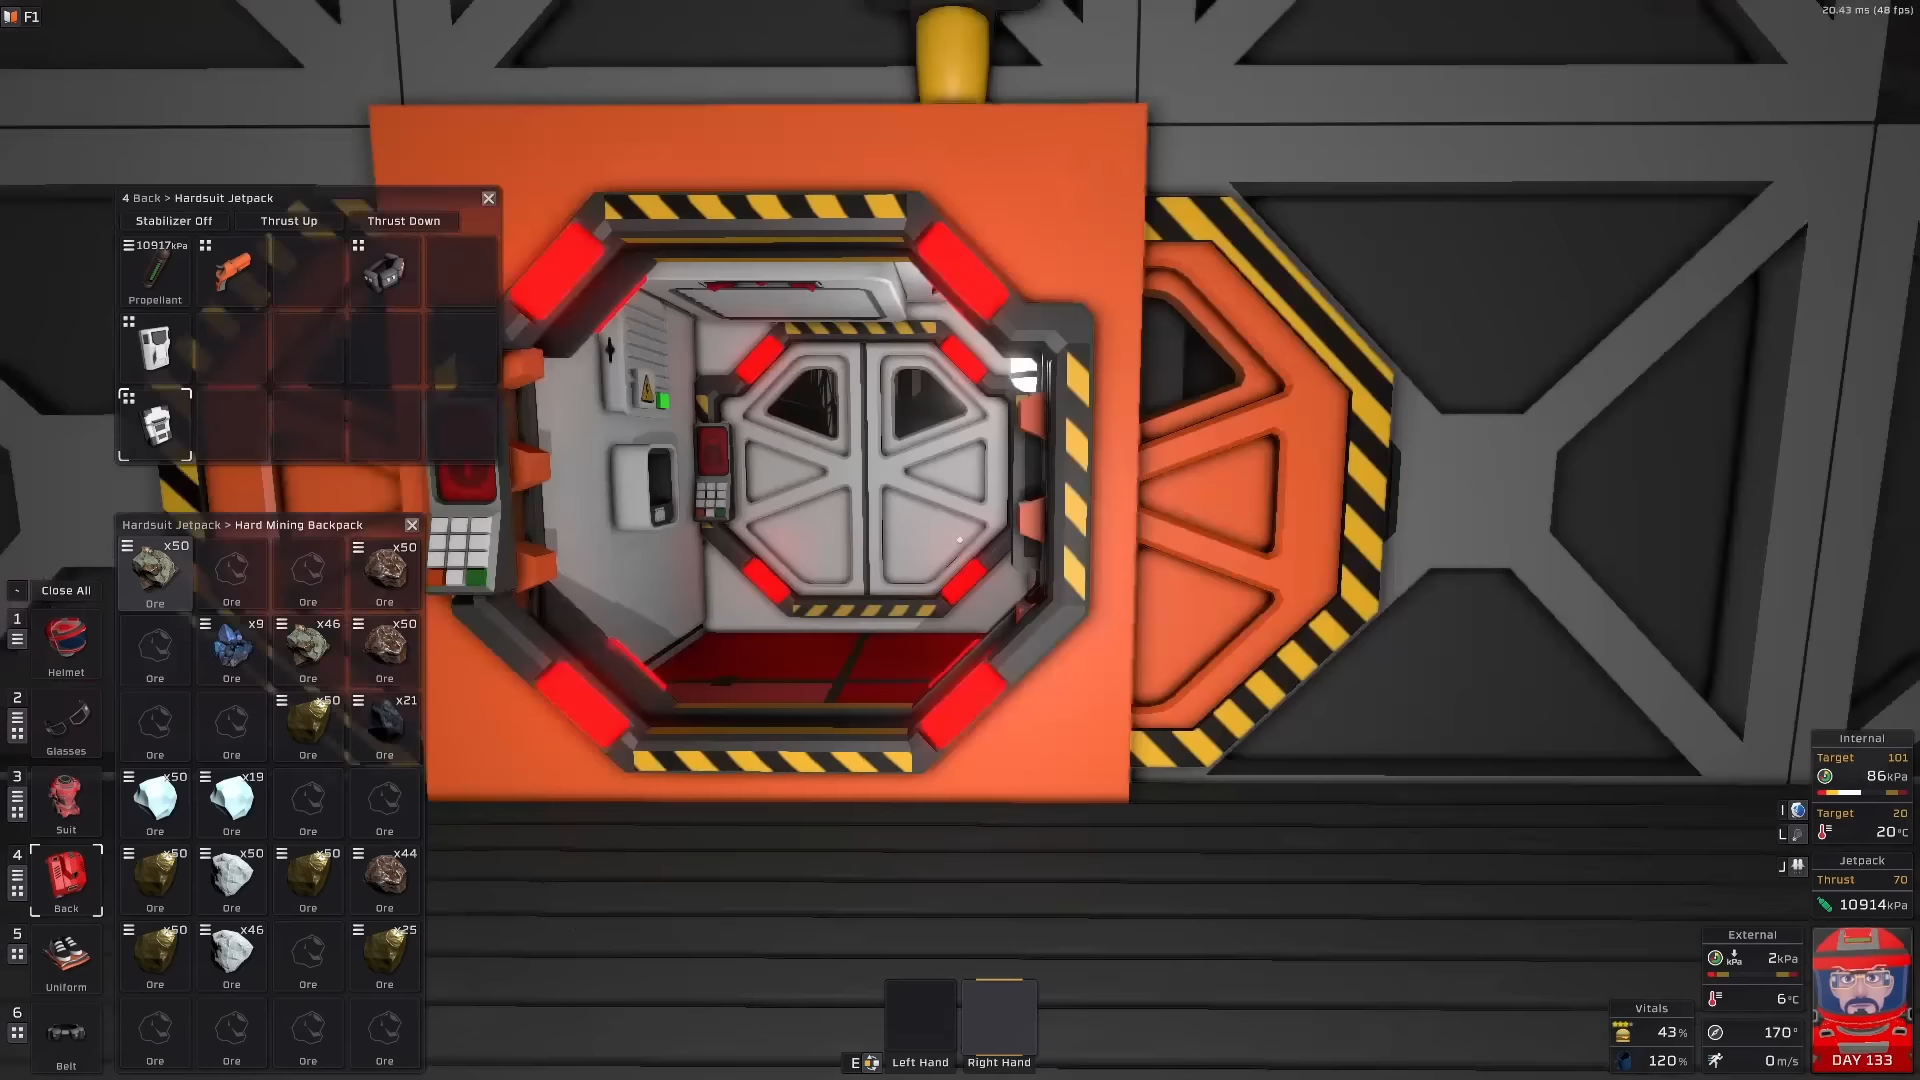 F1
20.43 ms (48 fps)
4 Back > Hardsuit Jetpack
Stabilizer Off
Thrust Up
Thrust Down
10917kPa
Propellant
Hardsuit Jetpack > Hard Mining Backpack
x50
x50
Ore
Ore
Ore
Ore
x9
x46
x50
Ore
Ore
Ore
Ore
x50
x21
Ore
Ore
Ore
Ore
x50
x19
Ore
Ore
Ore
Ore
x50
x50
x50
x44
Ore
Ore
Ore
Ore
x50
x46
x25
Ore
Ore
Ore
Ore
Ore
Ore
Ore
Ore
~
Close All
1
Helmet
2
Glasses
3
Suit
4
Back
5
Uniform
6
Belt
E
Left Hand
Right Hand
Internal
Target 101
86kPa
Target 20
20°C
I
L
J
Jetpack
Thrust 70
10914kPa
External
kPa
2kPa
6°C
170°
0m/s
Vitals
43%
120%
DAY 133